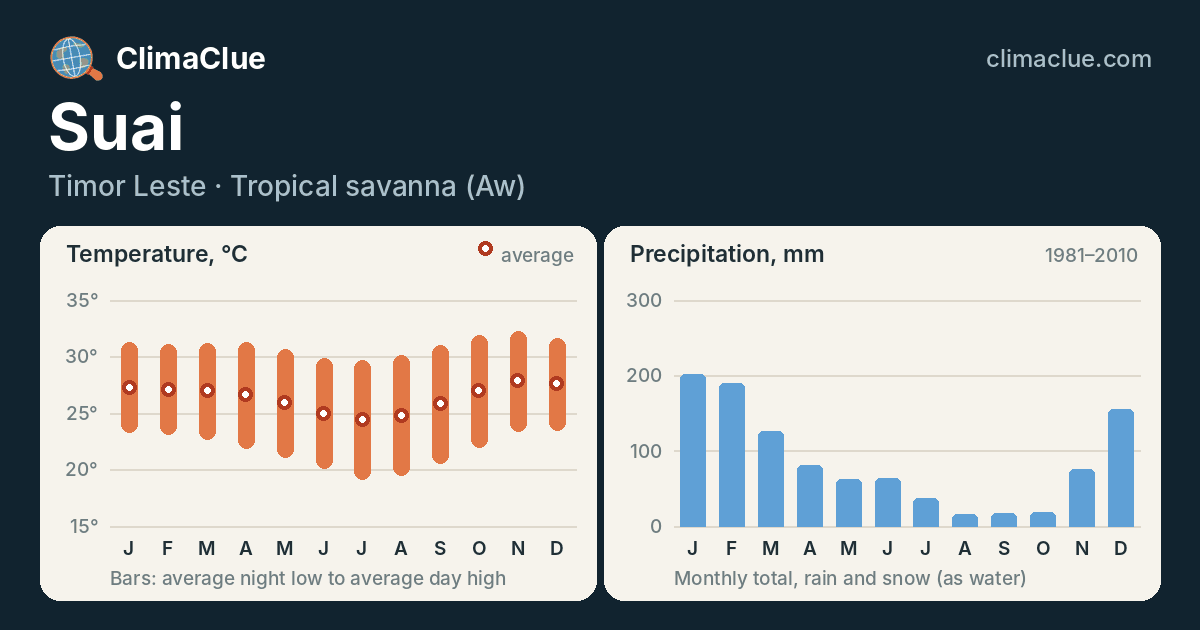 ClimaClue
climaclue.com
Suai
Timor Leste · Tropical savanna (Aw)
Temperature, °C
average
35°
30°
25°
20°
15°
J F M A M J J A S O N D
Bars: average night low to average day high
Precipitation, mm
1981–2010
300
200
100
0
J F M A M J J A S O N D
Monthly total, rain and snow (as water)